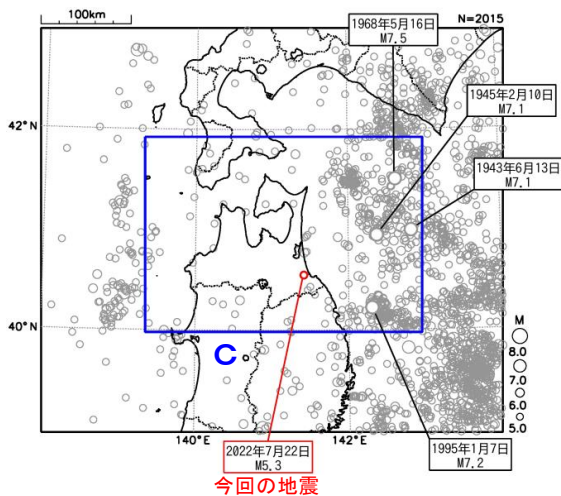 100km
N=2015
1968年5月16日
M7.5
1945年2月10日
M7.1
1943年6月13日
M7.1
42°N
40°N
C
M
8.0
7.0
6.0
5.0
140°E
142°E
2022年7月22日
M5.3
1995年1月7日
M7.2
今回の地震